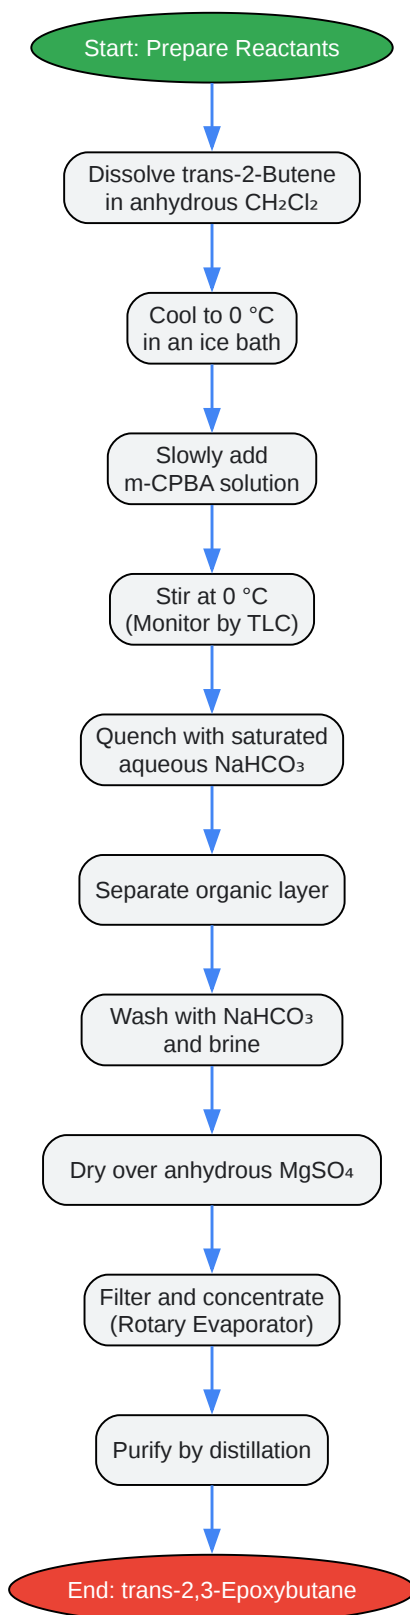 Start: Prepare Reactants
Dissolve trans-2-Butene
in anhydrous CH₂Cl₂
Cool to 0 °C
in an ice bath
Slowly add
m-CPBA solution
Stir at 0 °C
(Monitor by TLC)
Quench with saturated
aqueous NaHCO₃
Separate organic layer
Wash with NaHCO₃
and brine
Dry over anhydrous MgSO₄
Filter and concentrate
(Rotary Evaporator)
Purify by distillation
End: trans-2,3-Epoxybutane